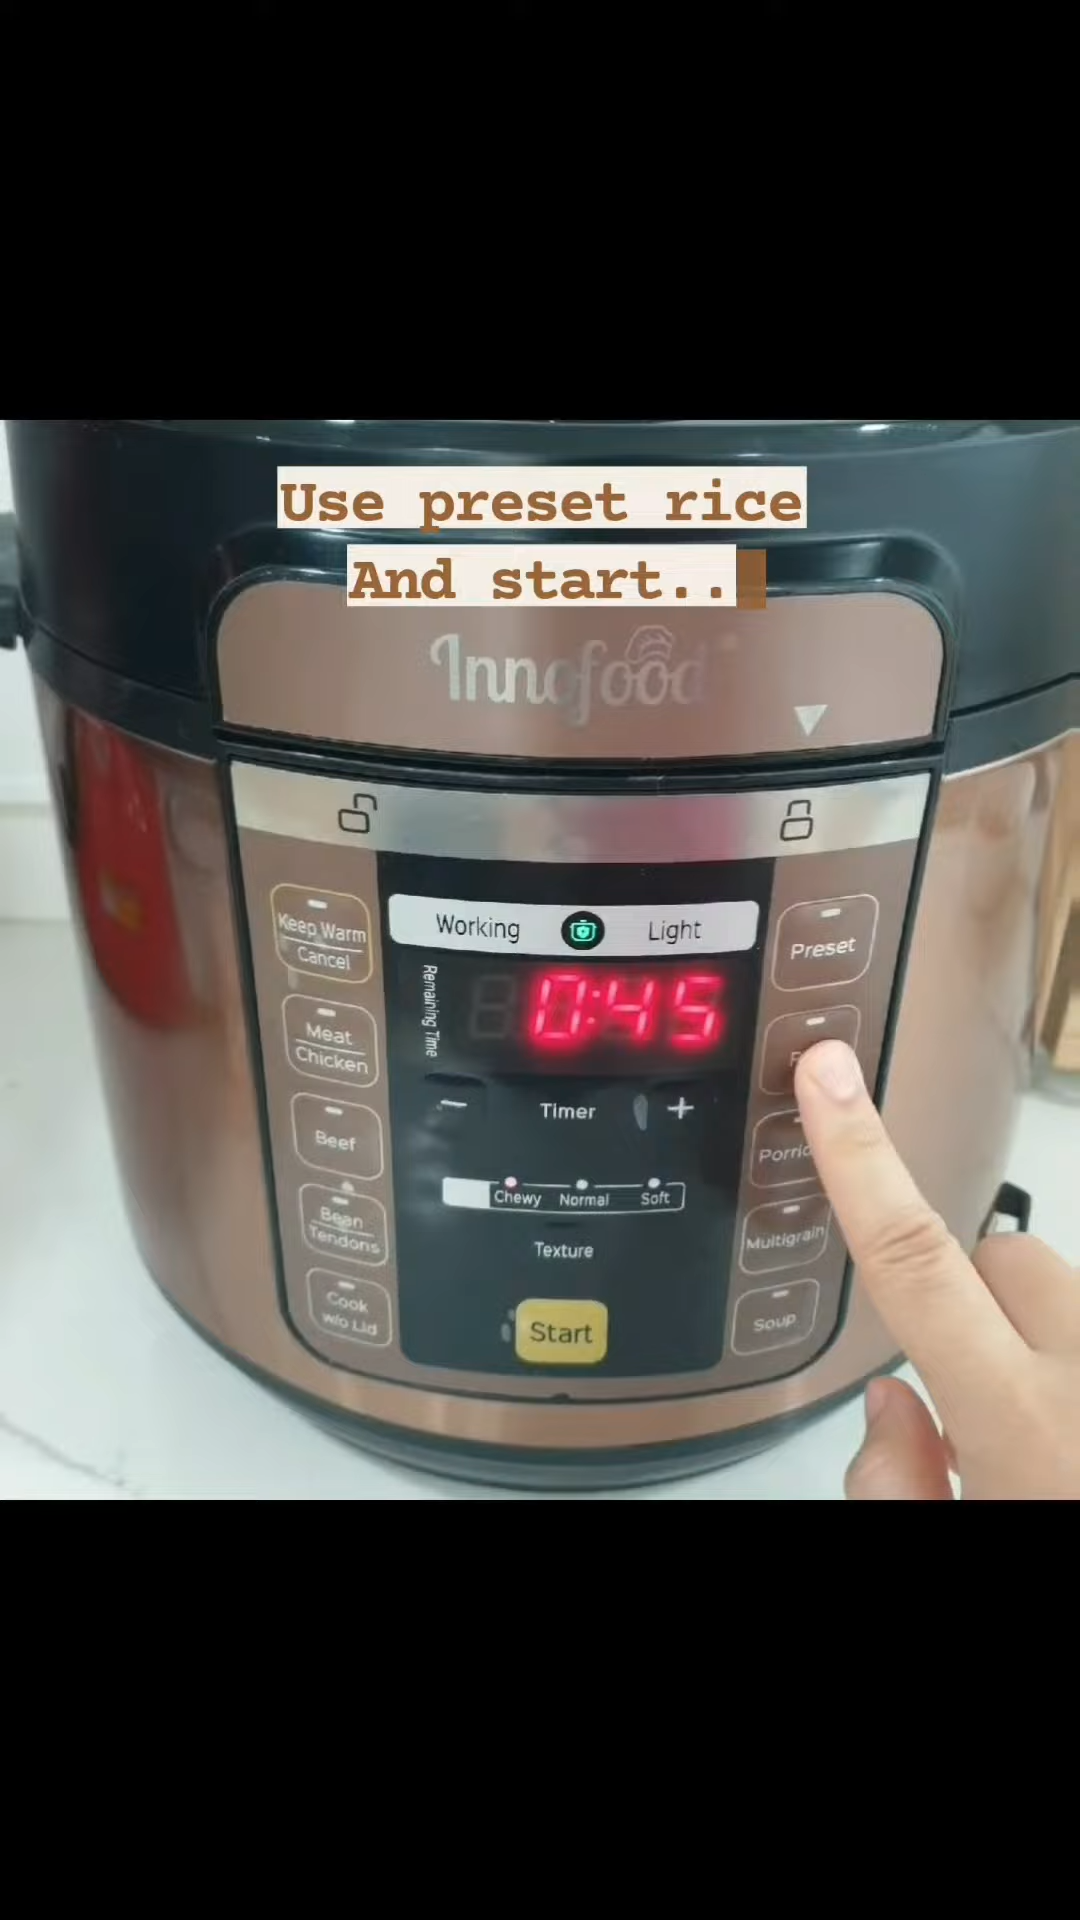 Use preset rice
And start..
Innofood
Working Light
Keep Warm
Cancel
Preset
Remaining Time
0:45
Meat
Chicken
- Timer +
Beef
Chewy Normal Soft
Bean
Tendons
Multigrain
Texture
Cook
w/o Lid
Start
Soup